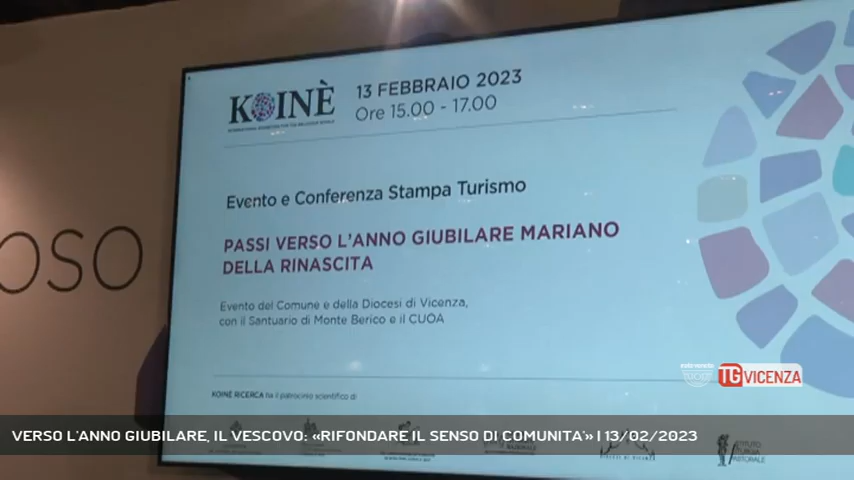 KOINÈ
13 FEBBRAIO 2023
Ore 15.00 - 17.00
Evento e Conferenza Stampa Turismo
PASSI VERSO L'ANNO GIUBILARE MARIANO
DELLA RINASCITA
Evento del Comune e della Diocesi di Vicenza,
con il Santuario di Monte Berico e il CUOA
OSO
KOINÈ RICERCA ha il patrocinio scientifico di
TGVICENZA
VERSO L'ANNO GIUBILARE, IL VESCOVO: «RIFONDARE IL SENSO DI COMUNITA'» | 13/02/2023